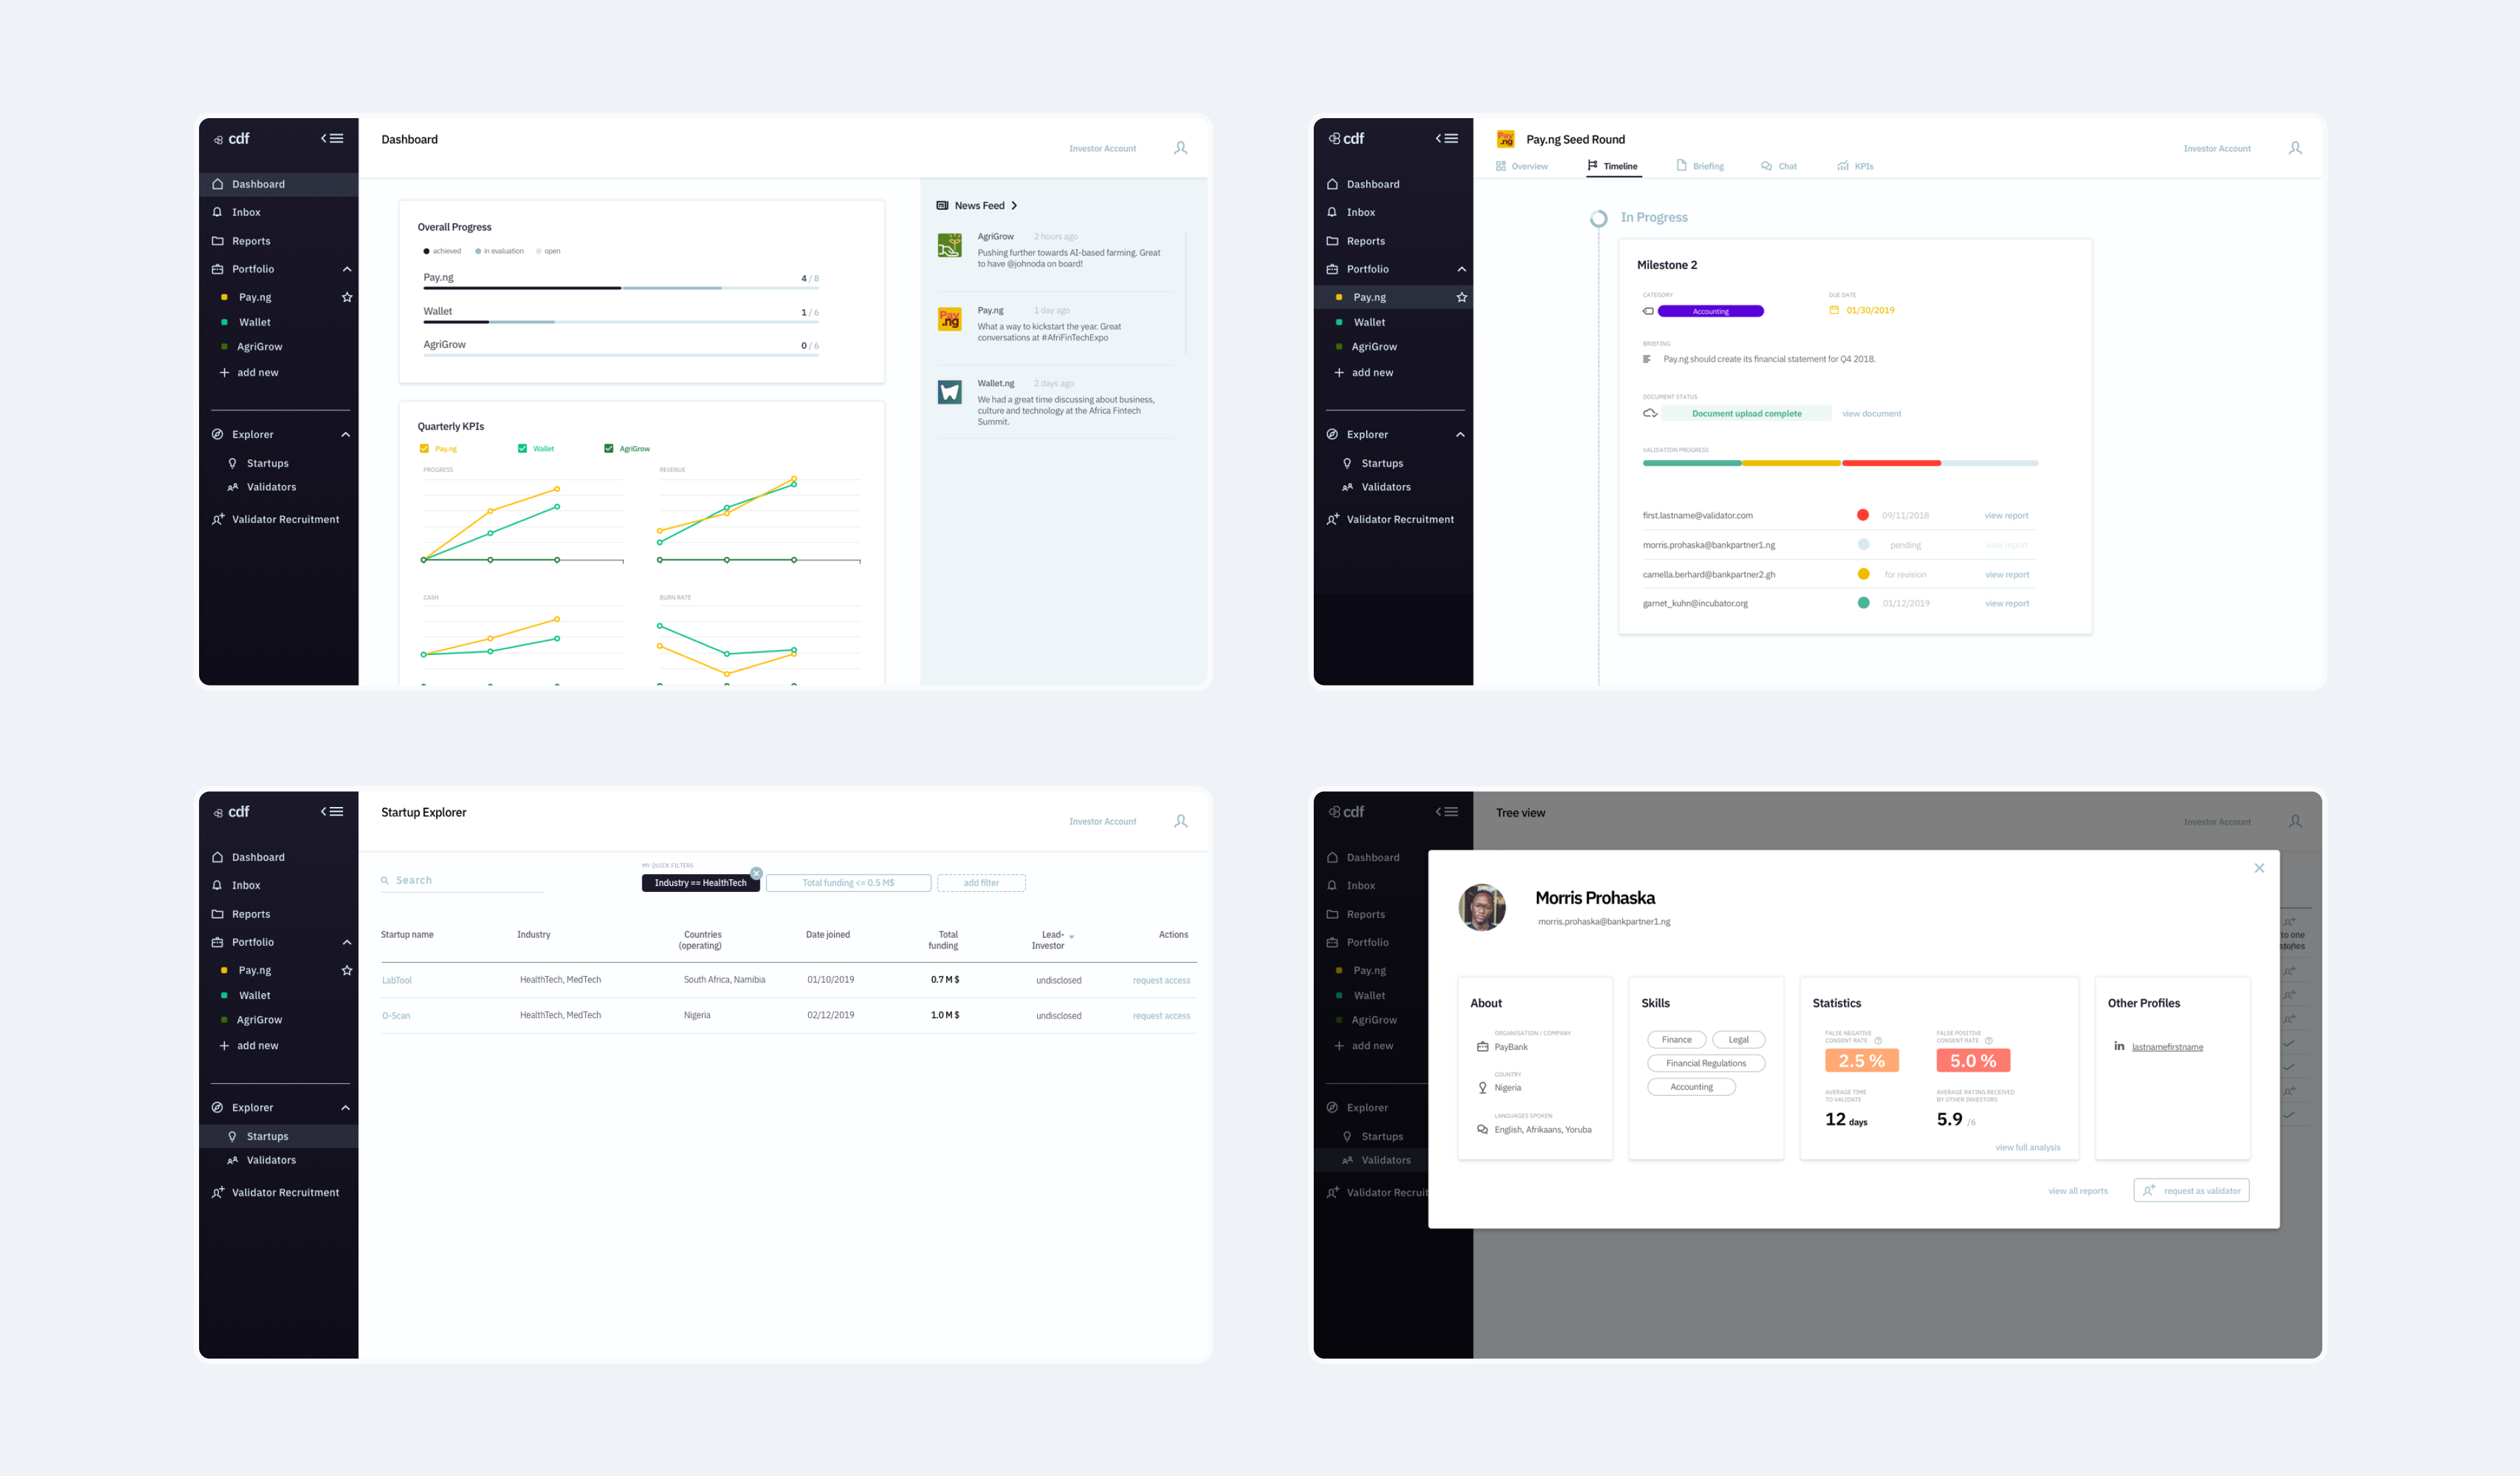 cdf
Dashboard
Inbox
Reports
Portfolio
Pay.ng
Wallet
AgriGrow
add new
Explorer
Startups
Validators
Validator Recruitment
Dashboard
Investor Account
Overall Progress
achieved in evaluation open
Pay.ng 4 / 8
Wallet 1 / 6
AgriGrow 0 / 6
Quarterly KPIs
Pay.ng Wallet AgriGrow
PROGRESS REVENUE
CASH BURN RATE
News Feed
AgriGrow 2 hours ago
Pushing further towards AI-based farming. Great
to have @johnoda on board!
Pay
.ng
Pay.ng 1 day ago
What a way to kickstart the year. Great
conversations at #AfriFinTechExpo
Wallet.ng 2 days ago
We had a great time discussing about business,
culture and technology at the Africa Fintech
Summit.
cdf
Dashboard
Inbox
Reports
Portfolio
Pay.ng
Wallet
AgriGrow
add new
Explorer
Startups
Validators
Validator Recruitment
Pay
.ng
Pay.ng Seed Round
Investor Account
Overview Timeline Briefing Chat KPIs
In Progress
Milestone 2
CATEGORY DUE DATE
Accounting 01/30/2019
BRIEFING
Pay.ng should create its financial statement for Q4 2018.
DOCUMENT STATUS
Document upload complete view document
VALIDATION PROGRESS
first.lastname@validator.com 09/11/2018 view report
morris.prohaska@bankpartner1.ng pending view report
camella.berhard@bankpartner2.gh for revision view report
garnet_kuhn@incubator.org 01/12/2019 view report
cdf
Dashboard
Inbox
Reports
Portfolio
Pay.ng
Wallet
AgriGrow
add new
Explorer
Startups
Validators
Validator Recruitment
Startup Explorer
Investor Account
Search
MY QUICK FILTERS
Industry == HealthTech Total funding <= 0.5 M$ add filter
Startup name Industry Countries
(operating) Date joined Total
funding Lead-
Investor Actions
LabTool HealthTech, MedTech South Africa, Namibia 01/10/2019 0.7 M $ undisclosed request access
O-Scan HealthTech, MedTech Nigeria 02/12/2019 1.0 M $ undisclosed request access
cdf
Dashboard
Inbox
Reports
Portfolio
Pay.ng
Wallet
AgriGrow
add new
Explorer
Startups
Validators
Validator Recruit
Tree view
Investor Account
to one
Morris Prohaska
morris.prohaska@bankpartner1.ng
About
ORGANISATION / COMPANY
PayBank
COUNTRY
Nigeria
LANGUAGES SPOKEN
English, Afrikaans, Yoruba
Skills
Finance Legal
Financial Regulations
Accounting
Statistics
FALSE NEGATIVE
CONSENT RATE
2.5 %
FALSE POSITIVE
CONSENT RATE
5.0 %
AVERAGE TIME
TO VALIDATE
12 days
AVERAGE RATING RECEIVED
BY OTHER INVESTORS
5.9 /6
view full analysis
Other Profiles
in lastnamefirstname
view all reports request as validator